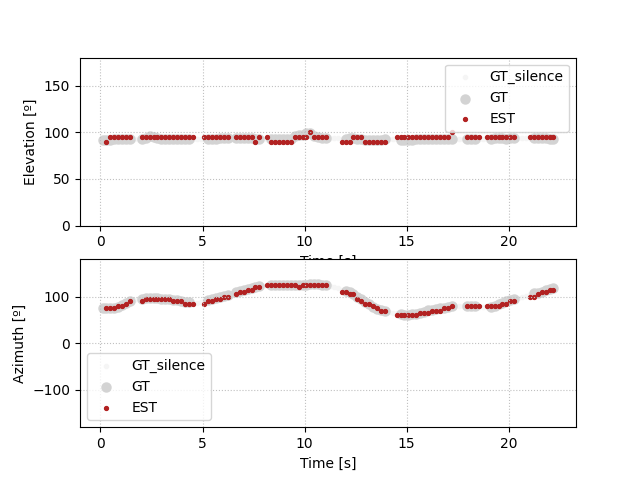 Elevation [º]
150
100
50
0
GT_silence
GT
EST
0
5
10
15
20
Time [s]
Azimuth [º]
100
0
−100
GT_silence
GT
EST
0
5
10
15
20
Time [s]